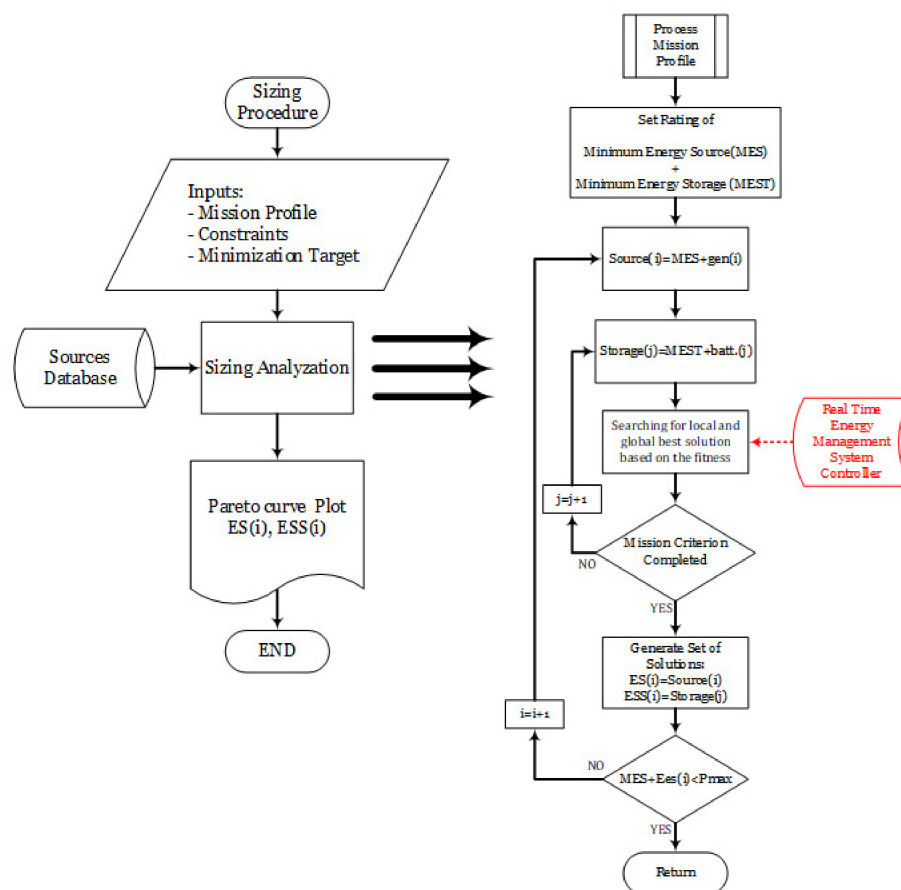 Sizing
Procedure
Inputs:
- Mission Profile
- Constraints
- Minimization Target
Sources
Database
Sizing Analyzation
Pareto curve Plot
ES(i), ESS(i)
END
Process
Mission
Profile
Set Rating of
Minimum Energy Source(MES)
+
Minimum Energy Storage (MEST)
Source(i)=MES+gen(i)
Storage(j)=MEST+batt.(j)
Searching for local and
global best solution
based on the fitness
Real Time
Energy
Management
System
Controller
j=j+1
Mission Criterion
Completed
NO
YES
Generate Set of
Solutions:
ES(i)=Source(i)
ESS(i)=Storage(j)
i=i+1
NO
MES+Ees(i)<Pmax
YES
Return